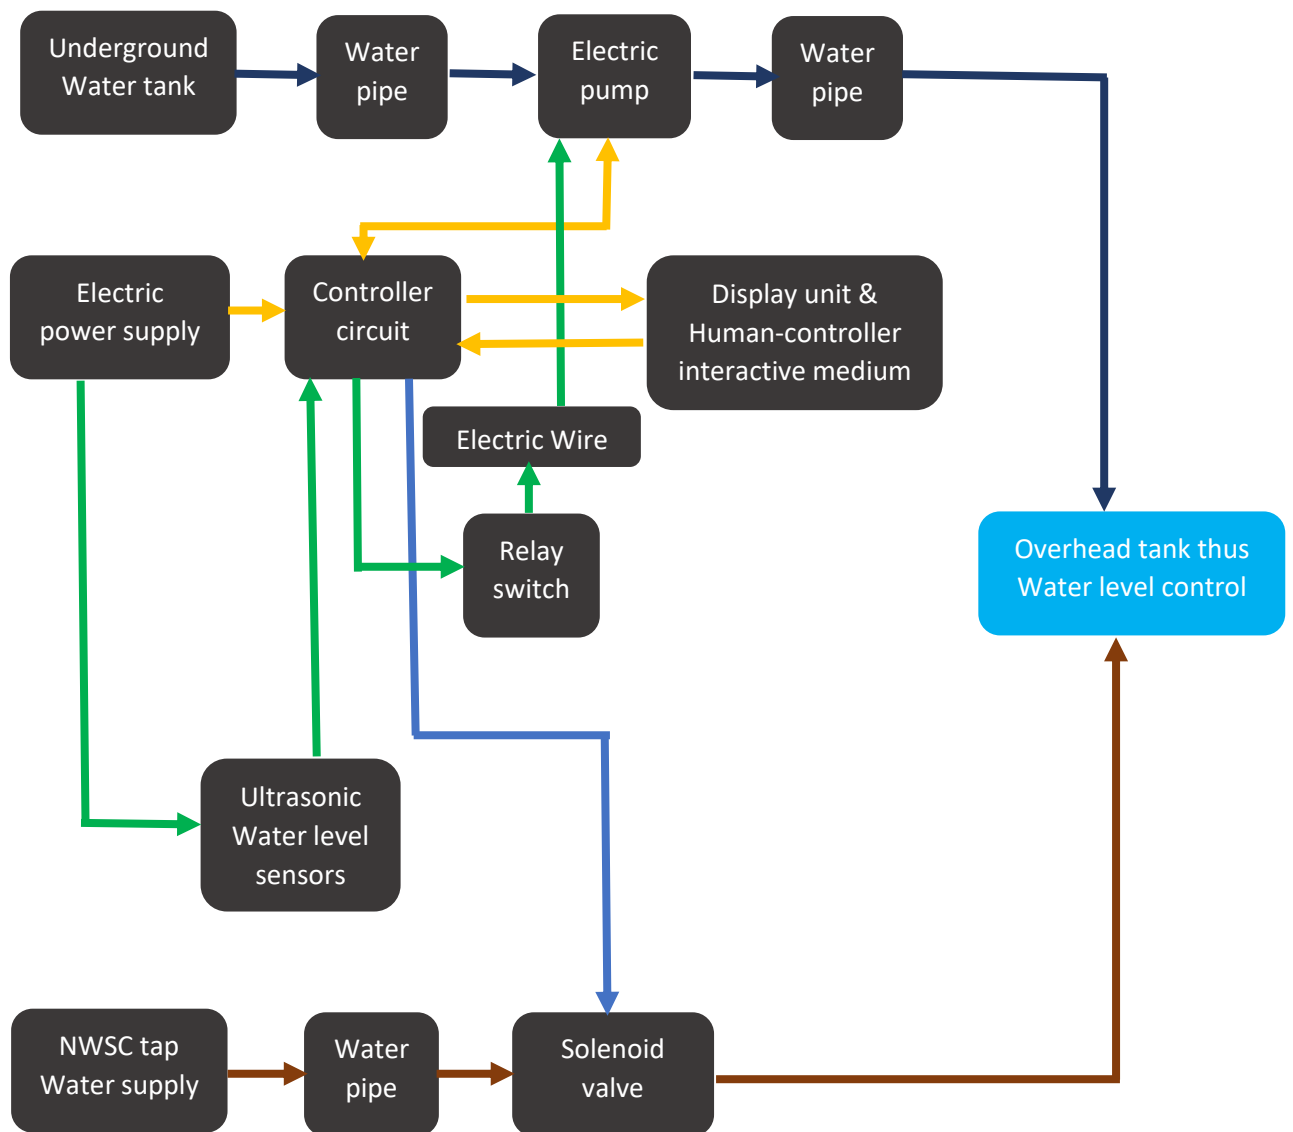 Underground
Water tank
Water
pipe
Electric
pump
Water
pipe
Electric
power supply
Controller
circuit
Display unit &
Human-controller
interactive medium
Electric Wire
Relay
switch
Overhead tank thus
Water level control
Ultrasonic
Water level
sensors
NWSC tap
Water supply
Water
pipe
Solenoid
valve